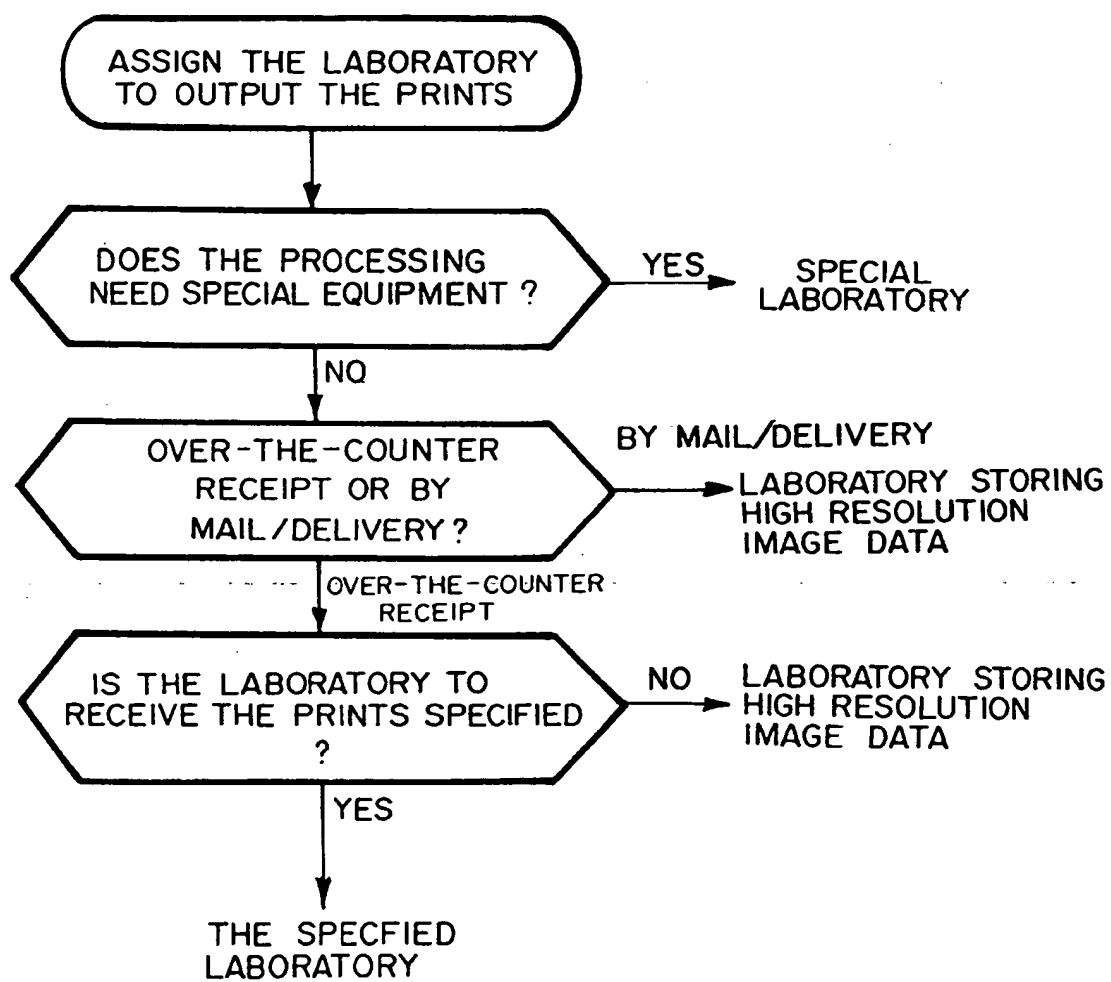 ASSIGN THE LABORATORY
TO OUTPUT THE PRINTS
DOES THE PROCESSING
NEED SPECIAL EQUIPMENT ?
YES
SPECIAL
LABORATORY
NO
OVER-THE-COUNTER
RECEIPT OR BY
MAIL/DELIVERY ?
BY MAIL/DELIVERY
LABORATORY STORING
HIGH RESOLUTION
IMAGE DATA
OVER-THE-COUNTER
RECEIPT
IS THE LABORATORY TO
RECEIVE THE PRINTS SPECIFIED
?
NO
LABORATORY STORING
HIGH RESOLUTION
IMAGE DATA
YES
THE SPECFIED
LABORATORY